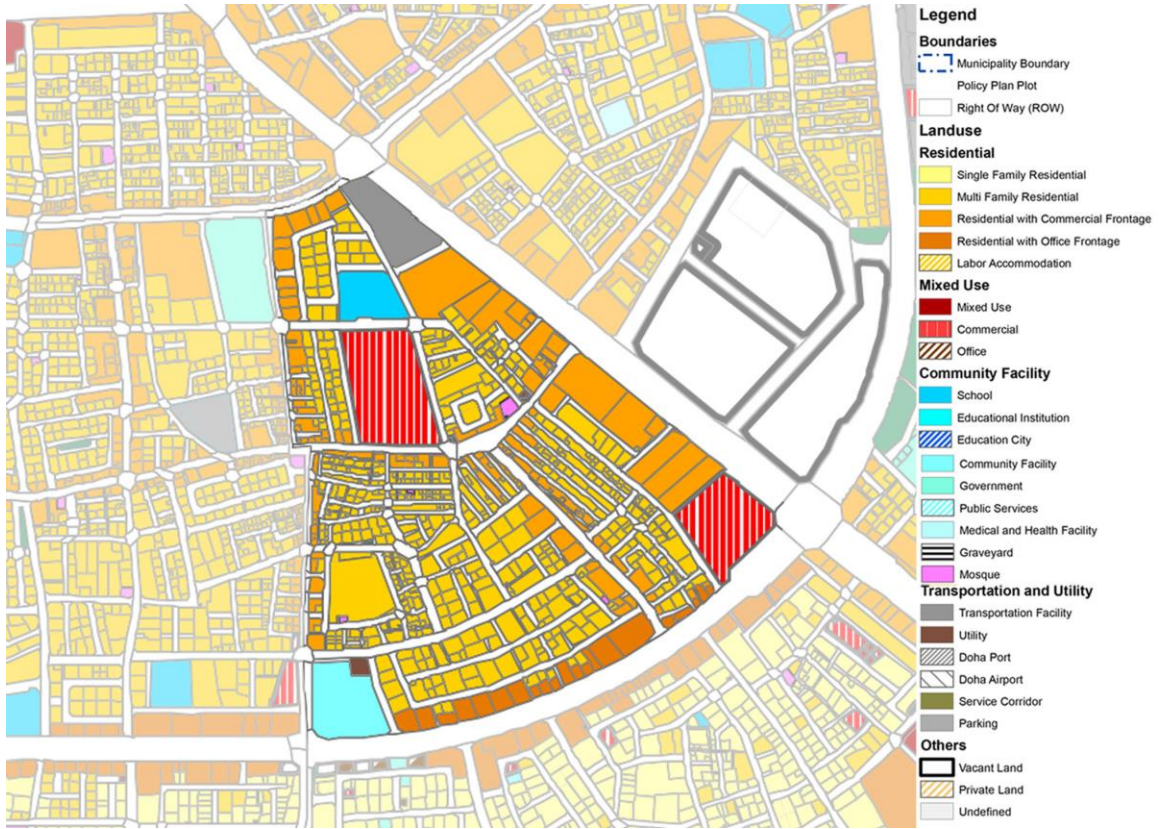 Legend
Boundaries
Municipality Boundary
Policy Plan Plot
Right Of Way (ROW)
Landuse
Residential
Single Family Residential
Multi Family Residential
Residential with Commercial Frontage
Residential with Office Frontage
Labor Accommodation
Mixed Use
Mixed Use
Commercial
Office
Community Facility
School
Educational Institution
Education City
Community Facility
Government
Public Services
Medical and Health Facility
Graveyard
Mosque
Transportation and Utility
Transportation Facility
Utility
Doha Port
Doha Airport
Service Corridor
Parking
Others
Vacant Land
Private Land
Undefined